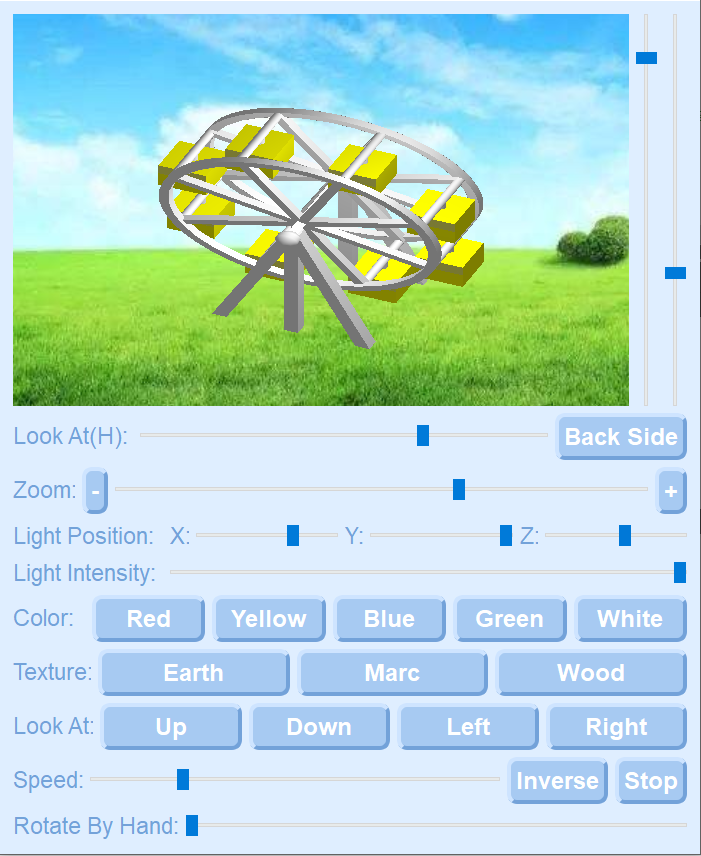 Look At(H): Back Side
Zoom: - +
Light Position: X: Y: Z:
Light Intensity:
Color: Red Yellow Blue Green White
Texture: Earth Marc Wood
Look At: Up Down Left Right
Speed: Inverse Stop
Rotate By Hand: